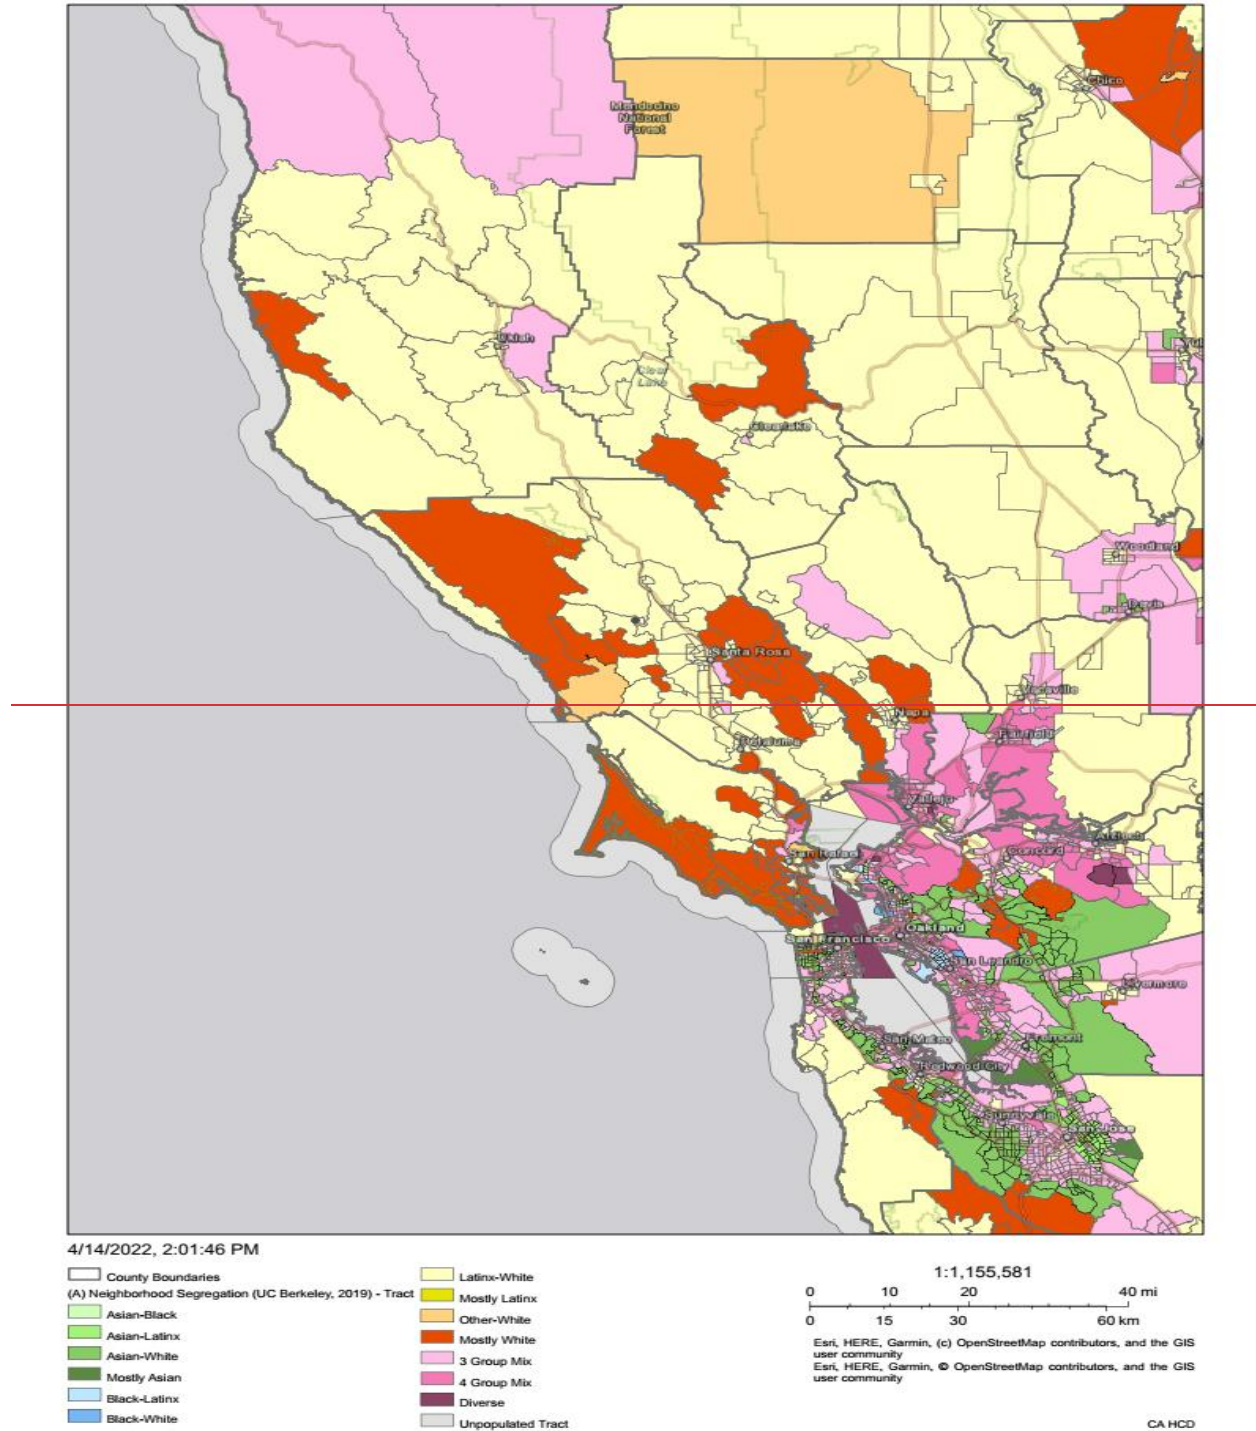 Chico
Mendocino
National
Forest
Ukiah
Clear
Lake
Clearlake
Woodland
Davis
Santa Rosa
Vacaville
Napa
Fairfield
Petaluma
Vallejo
Antioch
San Rafael
Concord
Oakland
San Francisco
San Leandro
Livermore
San Mateo
Fremont
Redwood City
Sunnyvale
San Jose
4/14/2022, 2:01:46 PM
County Boundaries
(A) Neighborhood Segregation (UC Berkeley, 2019) - Tract
Asian-Black
Asian-Latinx
Asian-White
Mostly Asian
Black-Latinx
Black-White
Latinx-White
Mostly Latinx
Other-White
Mostly White
3 Group Mix
4 Group Mix
Diverse
Unpopulated Tract
1:1,155,581
0 10 20 40 mi
0 15 30 60 km
Esri, HERE, Garmin, (c) OpenStreetMap contributors, and the GIS
user community
Esri, HERE, Garmin, © OpenStreetMap contributors, and the GIS
user community
CA HCD